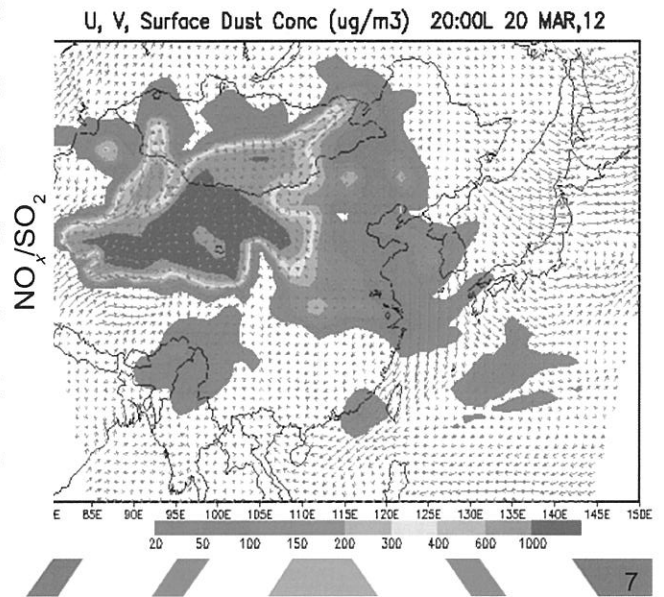 U, V, Surface Dust Conc (ug/m3) 20:00L 20 MAR,12
NOx/SO2
E 85E 90E 95E 100E 105E 110E 115E 120E 125E 130E 135E 140E 145E 150E
20 50 100 150 200 300 400 600 1000
7